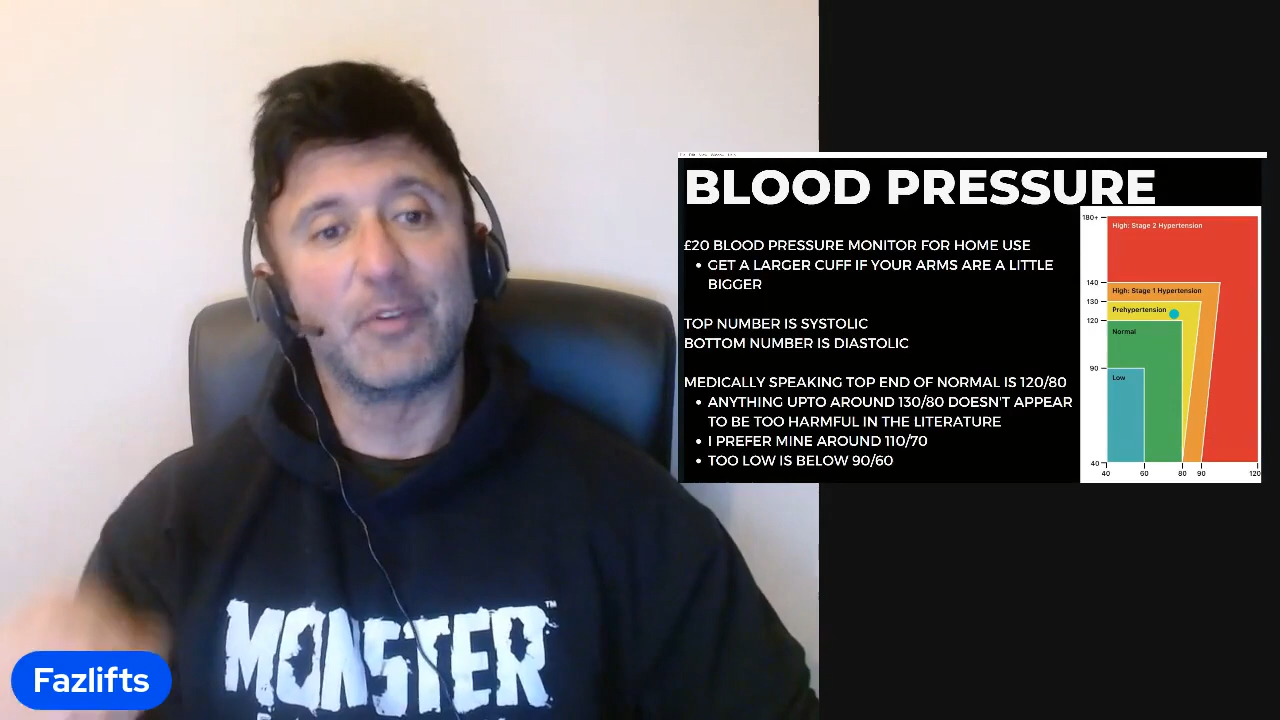 BLOOD PRESSURE
£20 BLOOD PRESSURE MONITOR FOR HOME USE
• GET A LARGER CUFF IF YOUR ARMS ARE A LITTLE
BIGGER
TOP NUMBER IS SYSTOLIC
BOTTOM NUMBER IS DIASTOLIC
MEDICALLY SPEAKING TOP END OF NORMAL IS 120/80
• ANYTHING UPTO AROUND 130/80 DOESN'T APPEAR
TO BE TOO HARMFUL IN THE LITERATURE
• I PREFER MINE AROUND 110/70
• TOO LOW IS BELOW 90/60
180+
High: Stage 2 Hypertension
140
High: Stage 1 Hypertension
130
Prehypertension
120
Normal
90
Low
40
40 60 80 90 120
MONSTER™
Fazlifts